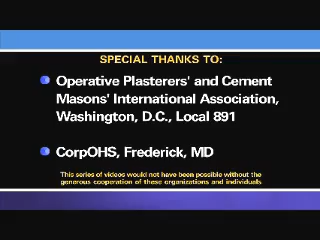 SPECIAL THANKS TO:
Operative Plasterers' and Cement
Masons' International Association,
Washington, D.C., Local 891
CorpOHS, Frederick, MD
This series of videos would not have been possible without the
generous cooperation of these organizations and individuals